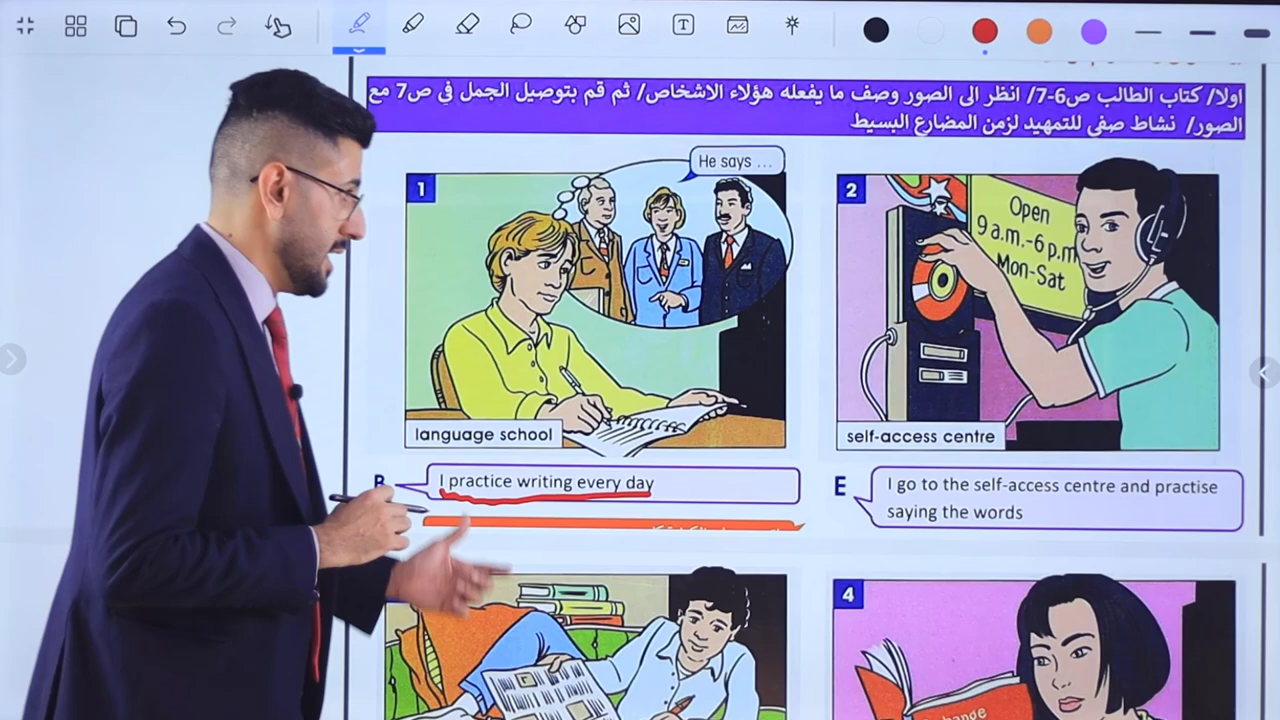 اولا/ كتاب الطالب ص6-7/ انظر الى الصور وصف ما يفعله هؤلاء الاشخاص/ ثم قم بتوصيل الجمل في ص7 مع
الصور/ نشاط صفي للتمهيد لزمن المضارع البسيط
1
He says ...
language school
2
Open
9 a.m.-6 p.m
Mon-Sat
self-access centre
B
I practice writing every day
E
I go to the self-access centre and practise
saying the words
4